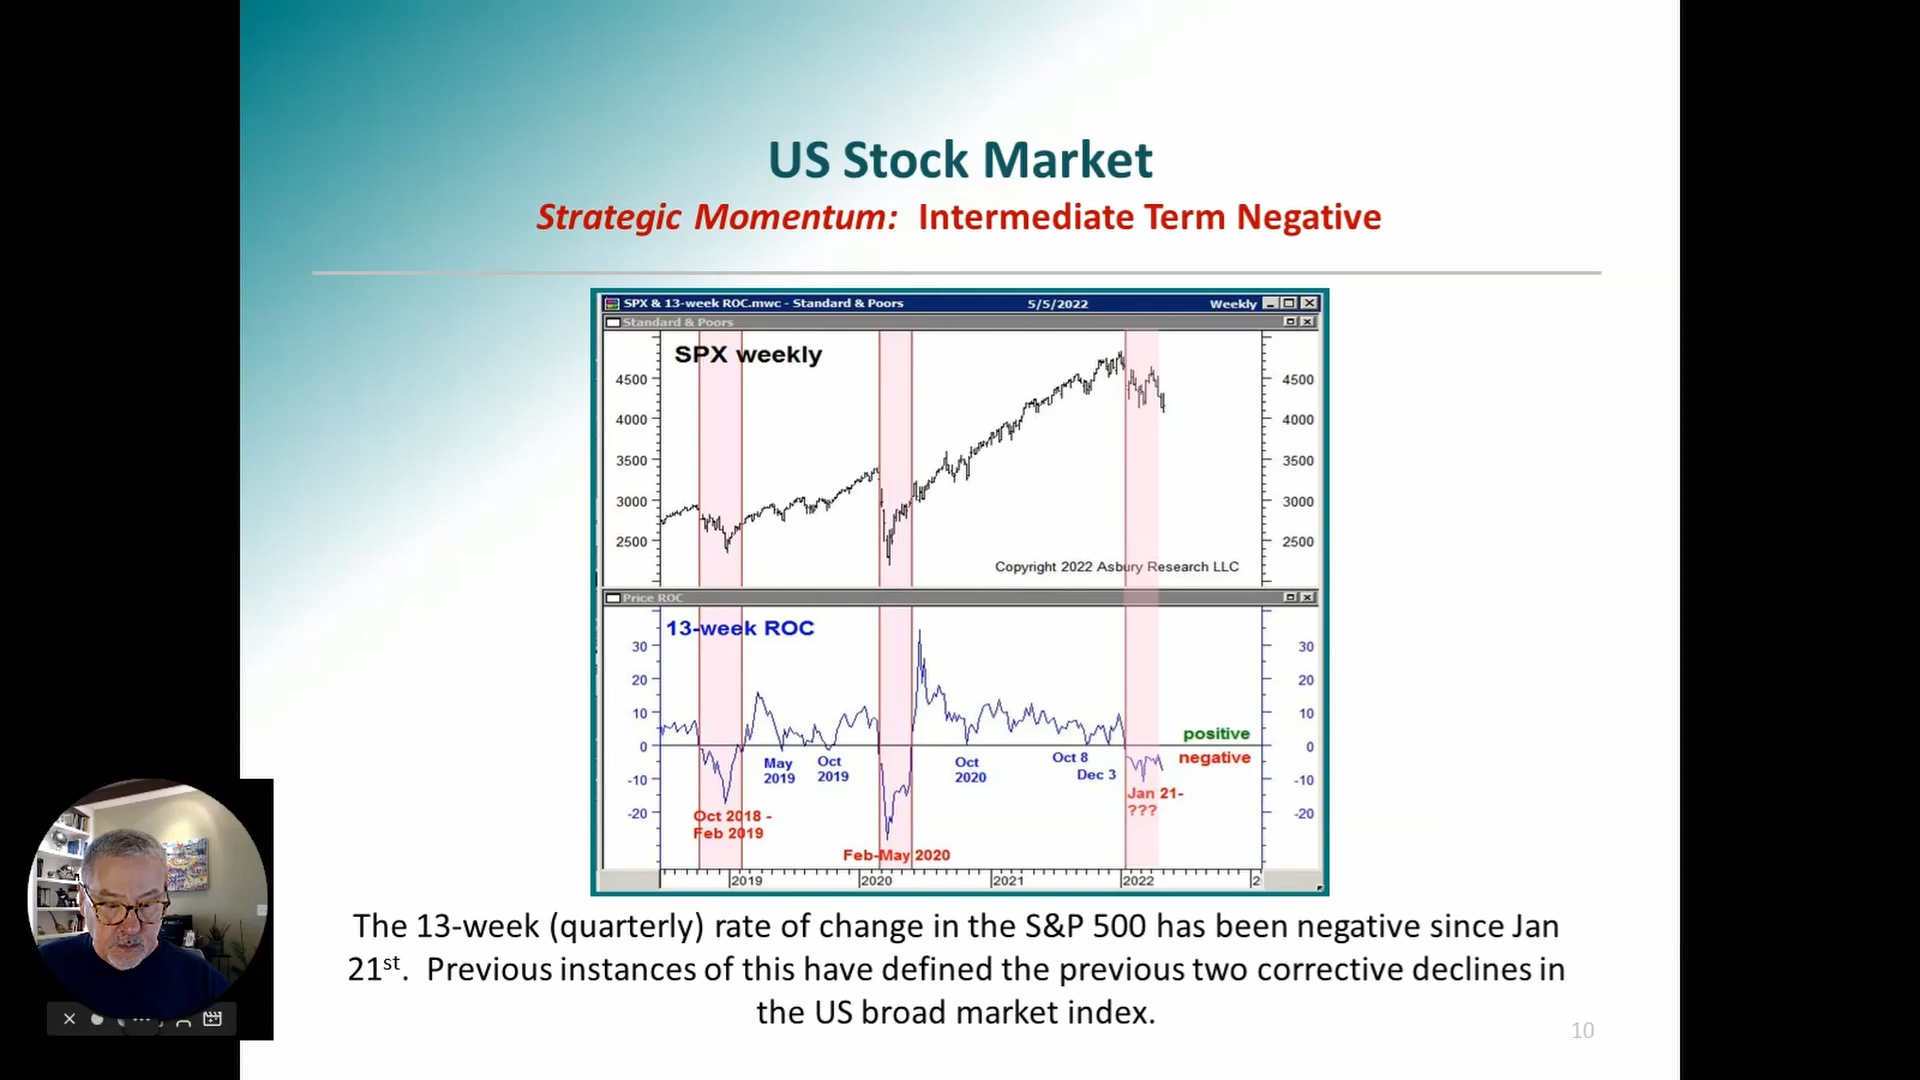 US Stock Market
Strategic Momentum: Intermediate Term Negative
SPX & 13-week ROC.mwc - Standard & Poors 5/5/2022 Weekly
Standard & Poors
SPX weekly
4500 4500
4000 4000
3500 3500
3000 3000
2500 2500
Copyright 2022 Asbury Research LLC
Price ROC
13-week ROC
30 30
20 20
10 10
positive
0 0
negative
May 2019
Oct 2019
Oct 2020
Oct 8
Dec 3
-10 -10
Jan 21-
???
-20 -20
Oct 2018 -
Feb 2019
Feb-May 2020
2019 2020 2021 2022 2
The 13-week (quarterly) rate of change in the S&P 500 has been negative since Jan
21st. Previous instances of this have defined the previous two corrective declines in
the US broad market index.
10